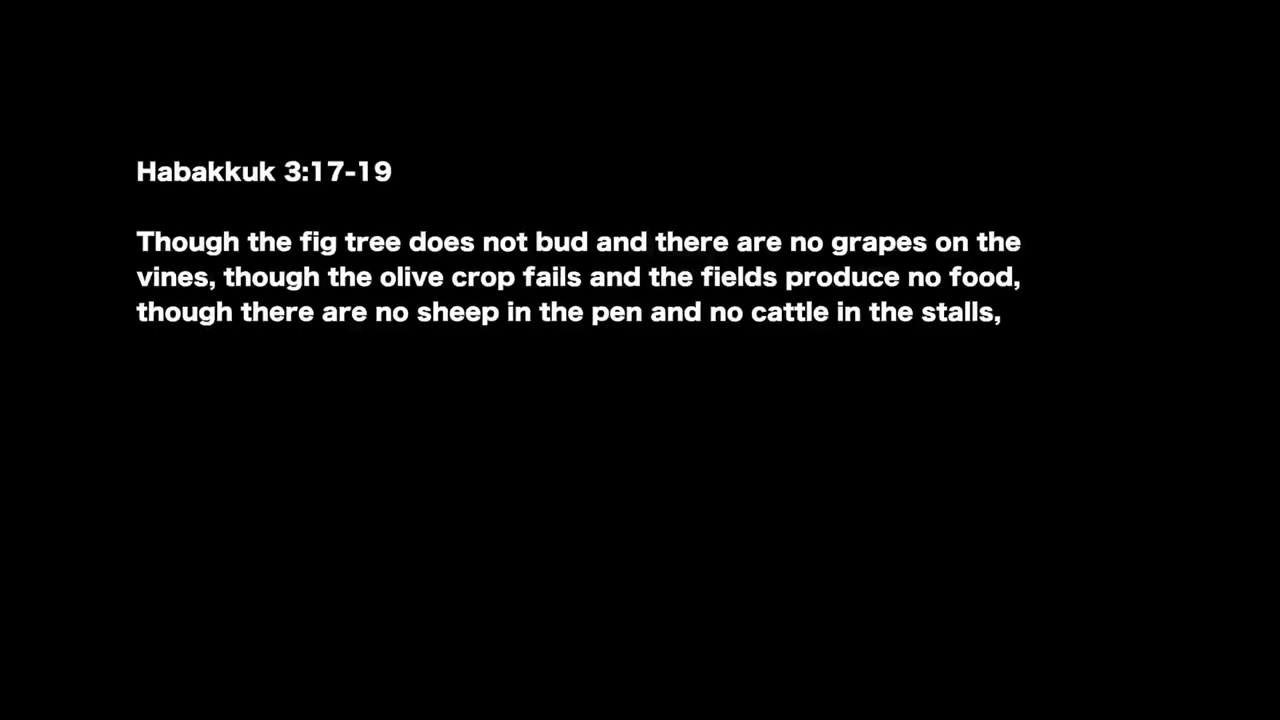 Habakkuk 3:17-19
Though the fig tree does not bud and there are no grapes on the
vines, though the olive crop fails and the fields produce no food,
though there are no sheep in the pen and no cattle in the stalls,